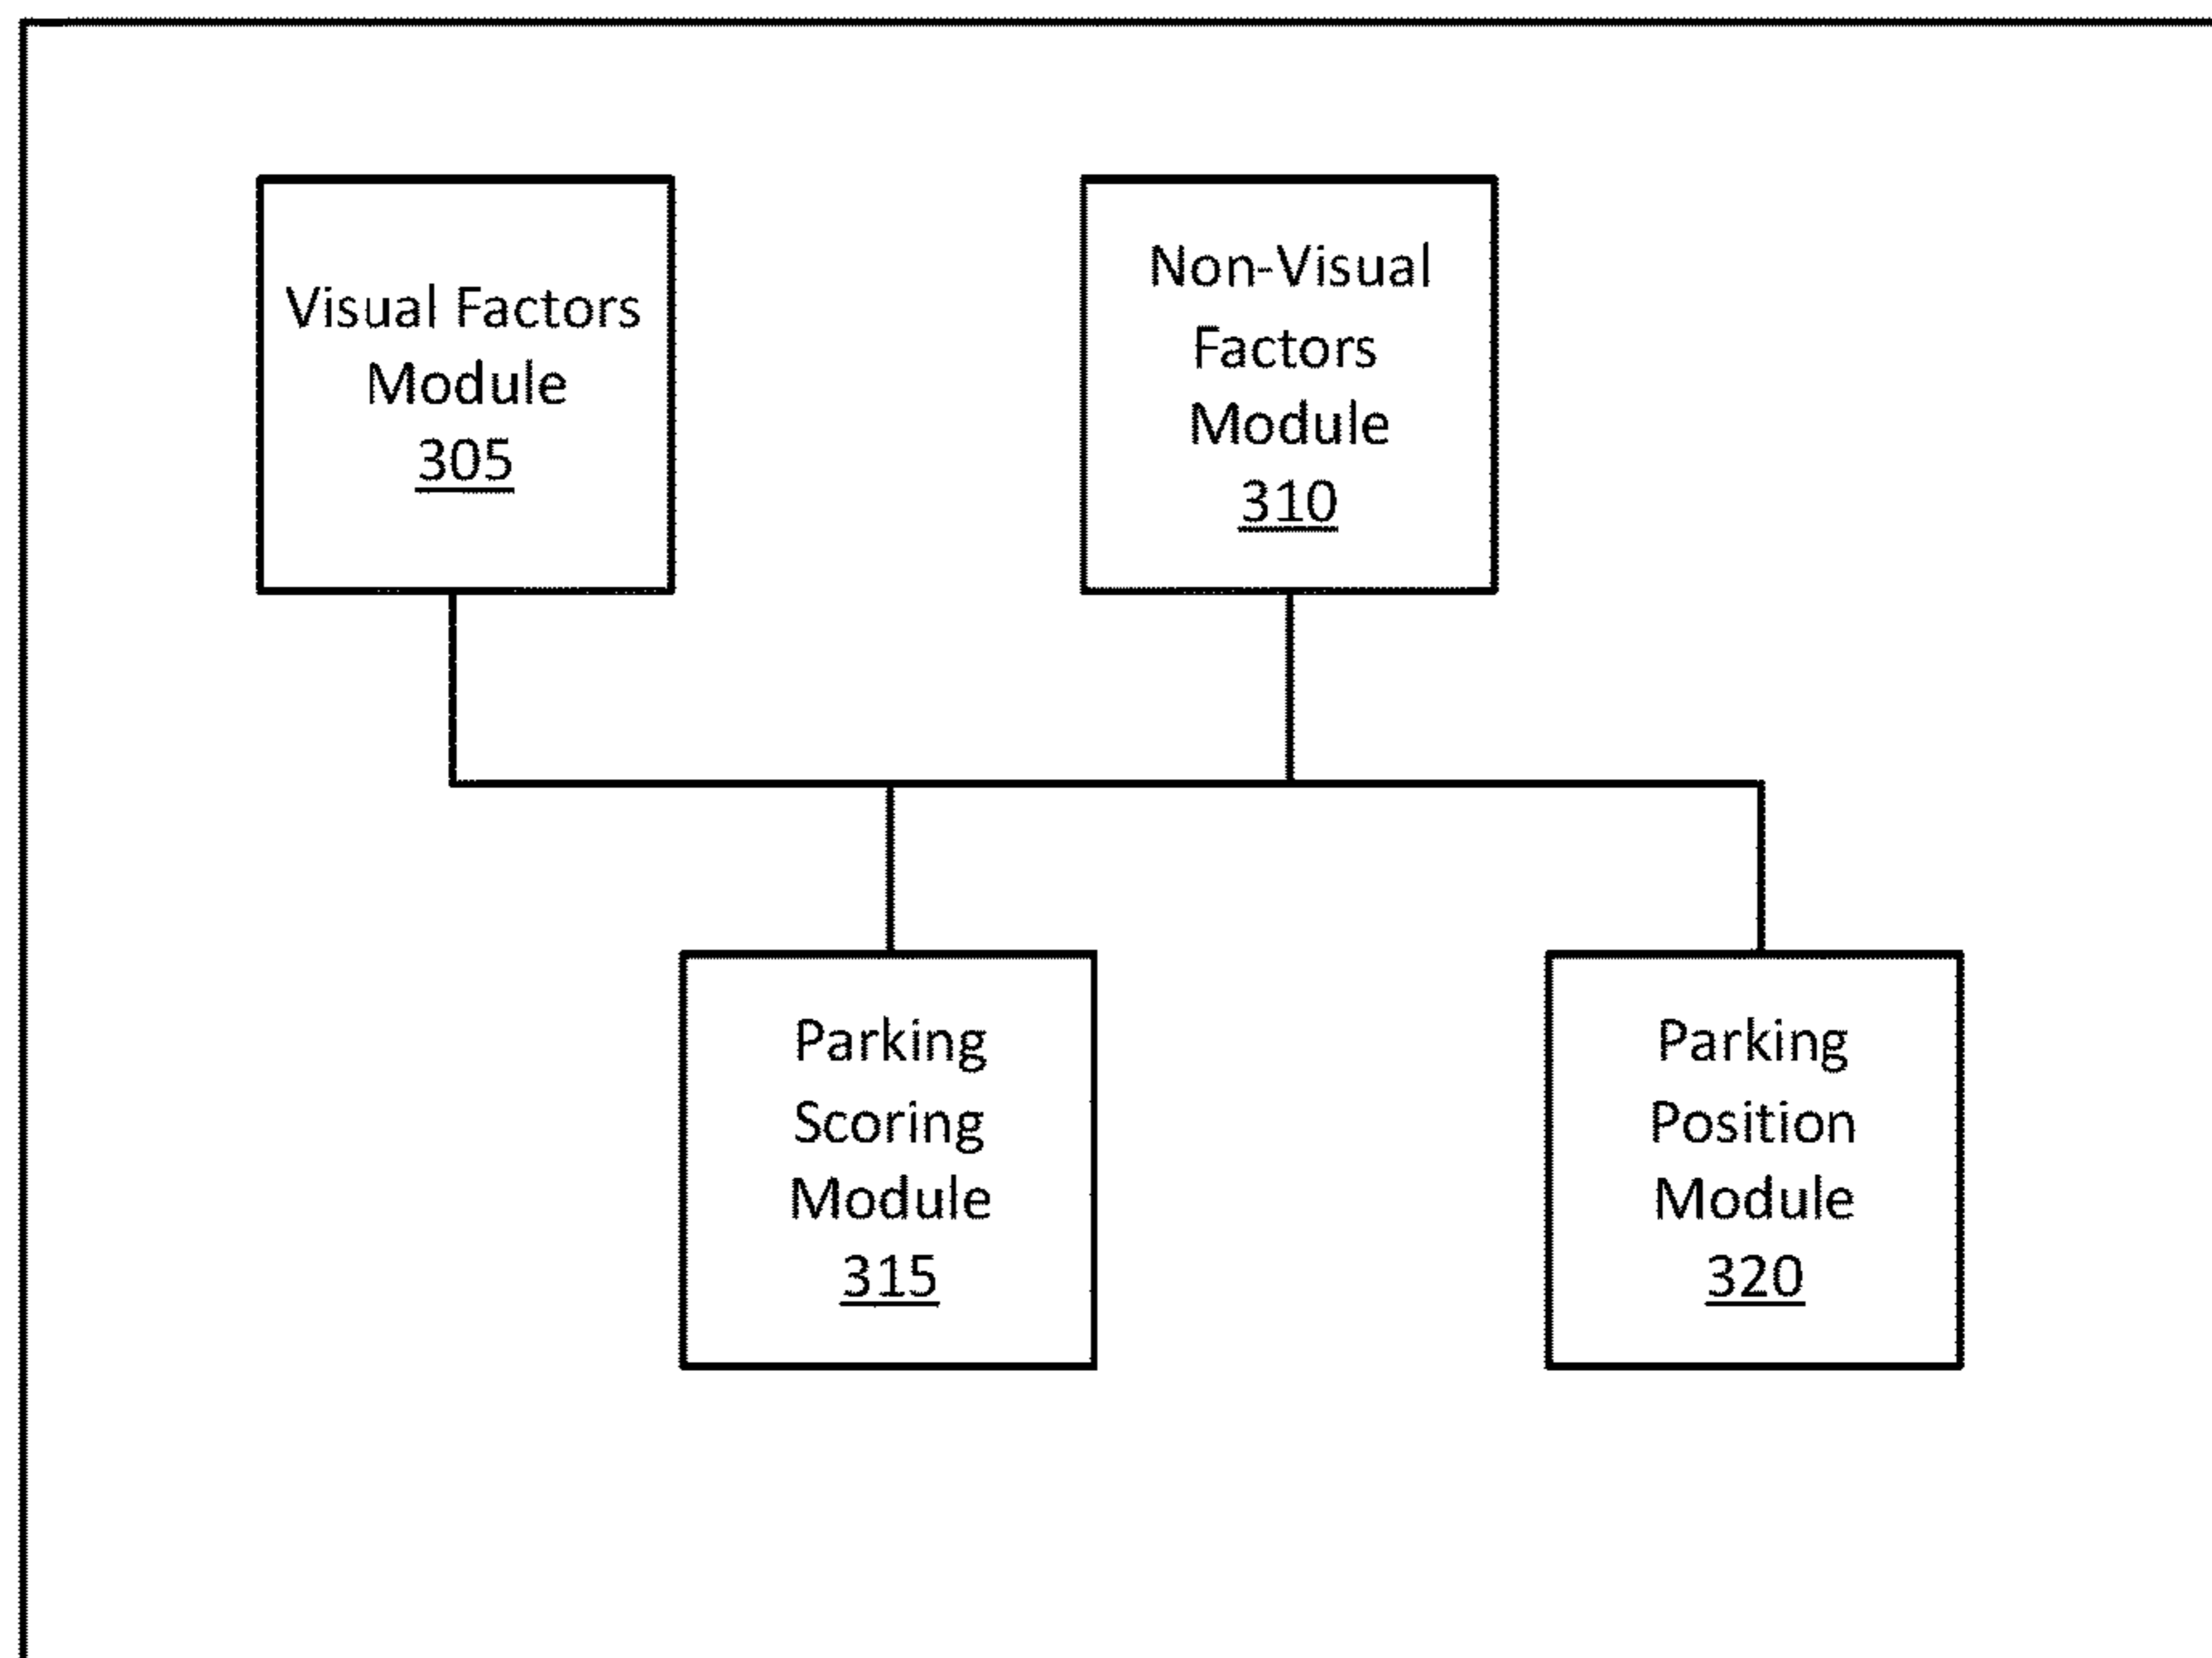 Visual Factors
Module
305
Non-Visual
Factors
Module
310
Parking
Scoring
Module
315
Parking
Position
Module
320